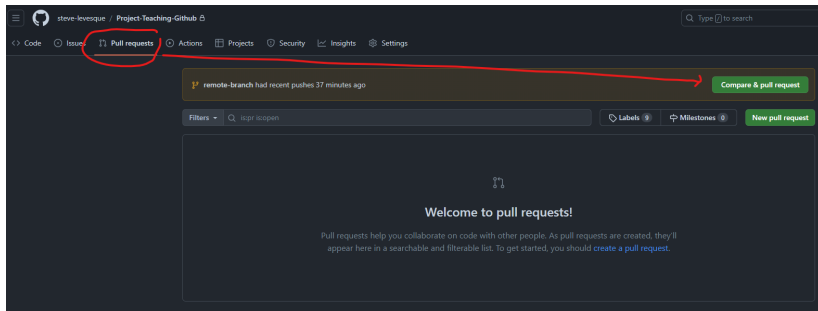 steve-levesque / Project-Teaching-Github
Type / to search
<> Code Issues Pull requests Actions Projects Security Insights Settings
remote-branch had recent pushes 37 minutes ago
Compare & pull request
Filters is:pr is:open
Labels 9 Milestones 0 New pull request
Welcome to pull requests!
Pull requests help you collaborate on code with other people. As pull requests are created, they'll
appear here in a searchable and filterable list. To get started, you should create a pull request.